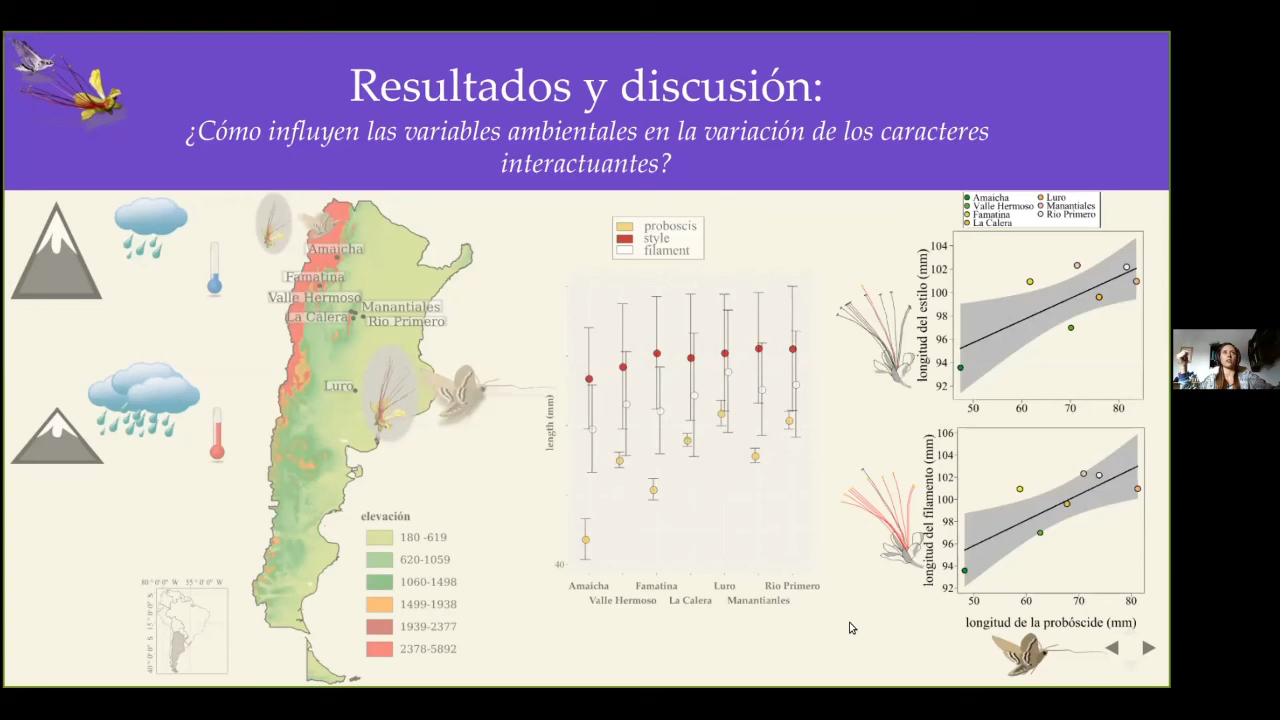 Resultados y discusión:
¿Cómo influyen las variables ambientales en la variación de los caracteres
interactuantes?
Amaicha
Famatina
Valle Hermoso
La Calera
Manantiales
Rio Primero
Luro
elevación
180 -619
620-1059
1060-1498
1499-1938
1939-2377
2378-5892
proboscis
style
filament
length (mm)
40
Amaicha
Famatina
Luro
Rio Primero
Valle Hermoso
La Calera
Manantianles
Amaicha
Luro
Valle Hermoso
Manantiales
Famatina
Rio Primero
La Calera
longitud del estilo (mm)
104
102
100
98
96
94
92
50
60
70
80
longitud del filamento (mm)
106
104
102
100
98
96
94
92
50
60
70
80
longitud de la probóscide (mm)